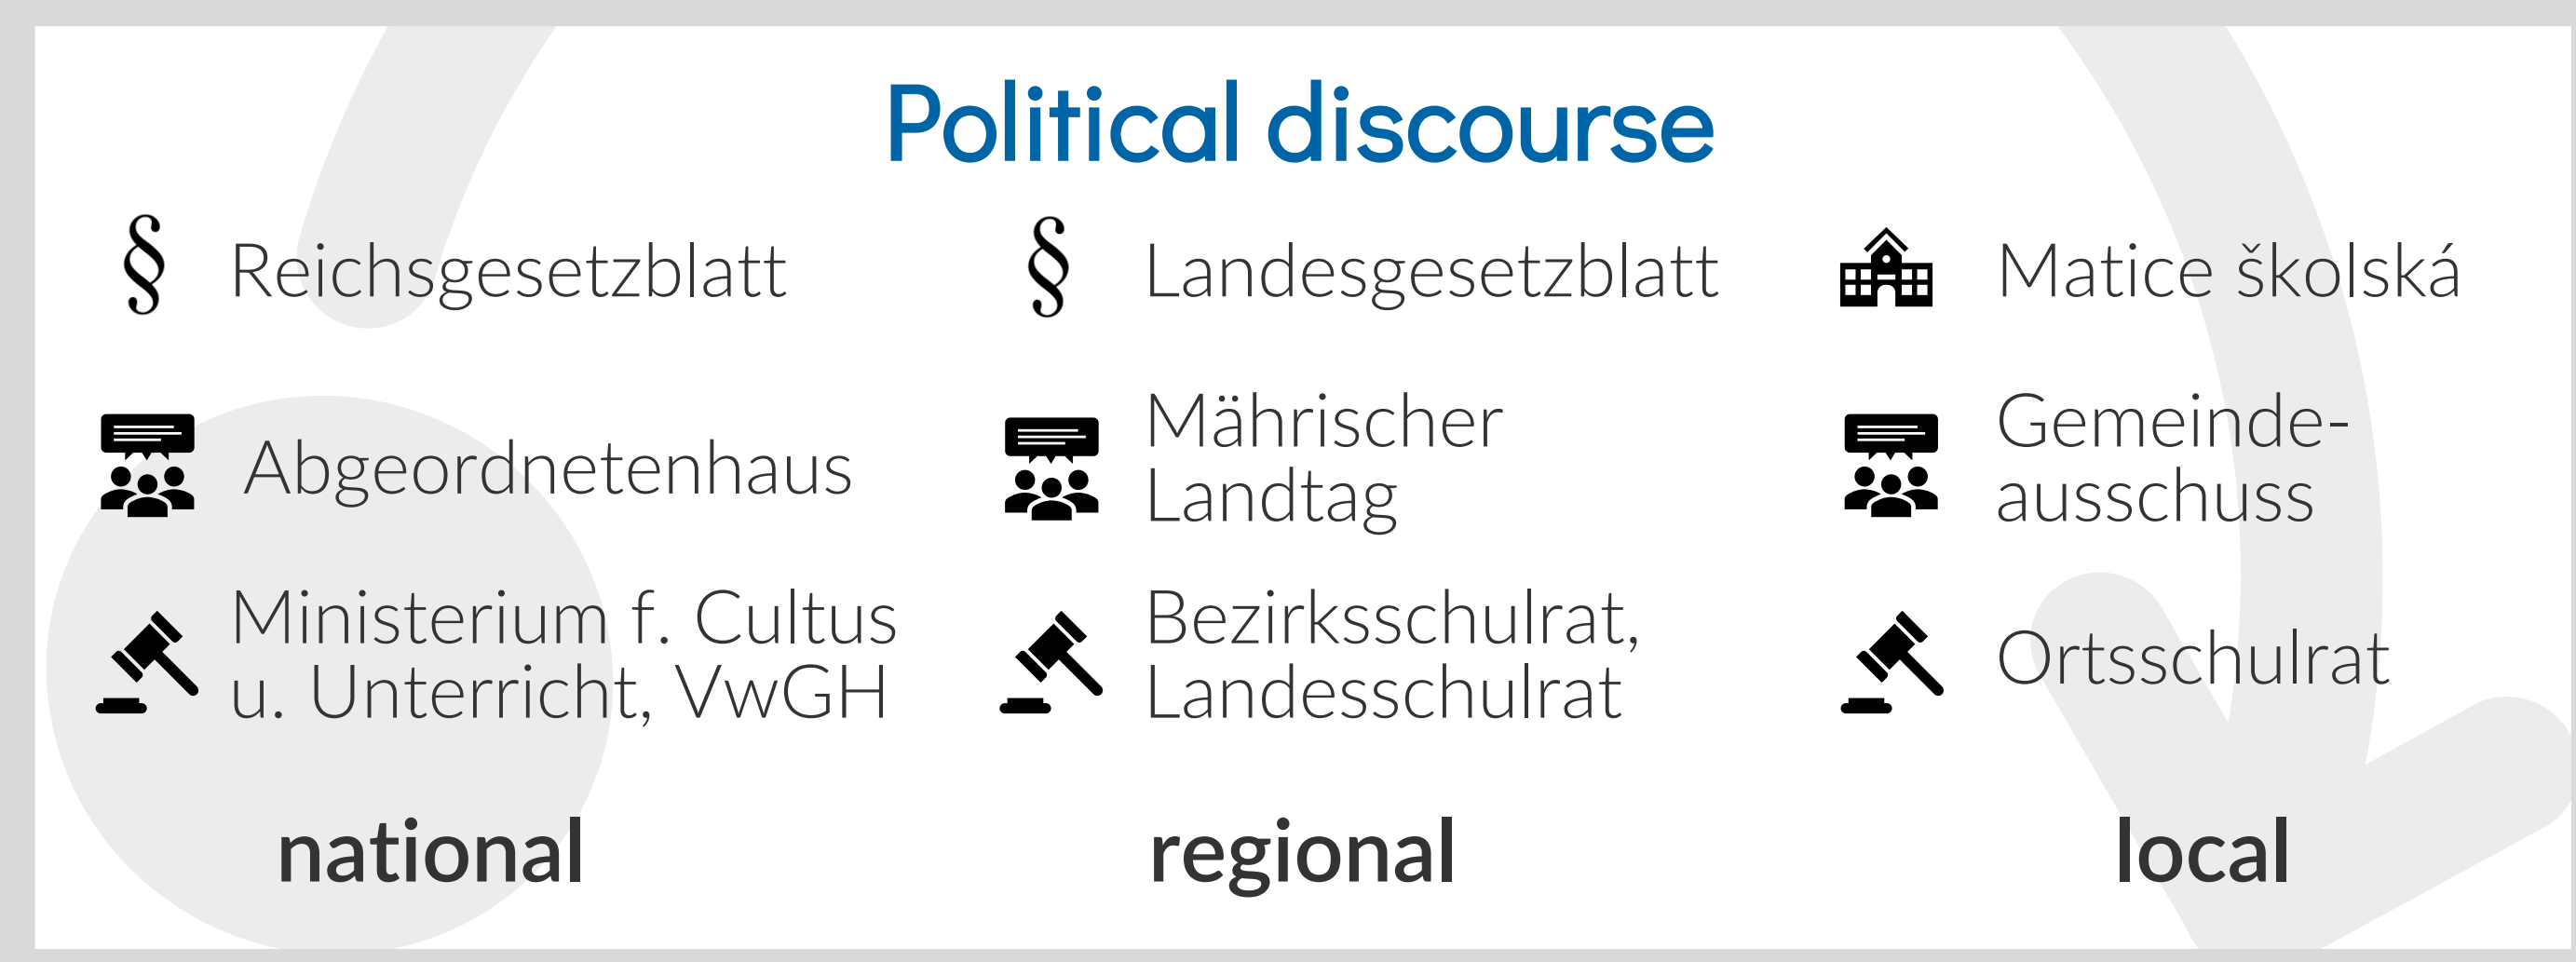 Political discourse
§ Reichsgesetzblatt
Abgeordnetenhaus
Ministerium f. Cultus
u. Unterricht, VwGH
national
§ Landesgesetzblatt
Mährischer
Landtag
Bezirksschulrat,
Landesschulrat
regional
Matice školská
Gemeinde-
ausschuss
Ortsschulrat
local